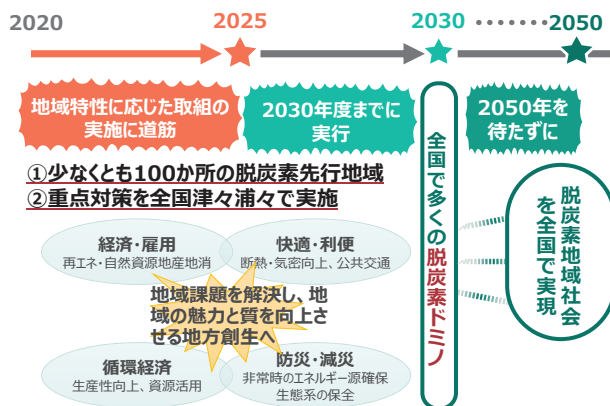 2020
2025
2030
2050
地域特性に応じた取組の
実施に道筋
2030年度までに
実行
2050年を
待たずに
①少なくとも100か所の脱炭素先行地域
②重点対策を全国津々浦々で実施
経済・雇用
再エネ・自然資源地産地消
快適・利便
断熱・気密向上、公共交通
地域課題を解決し、地
域の魅力と質を向上さ
せる地方創生へ
循環経済
生産性向上、資源活用
防災・減災
非常時のエネルギー源確保
生態系の保全
全国で多くの脱炭素ドミノ
脱炭素地域社会
を全国で実現